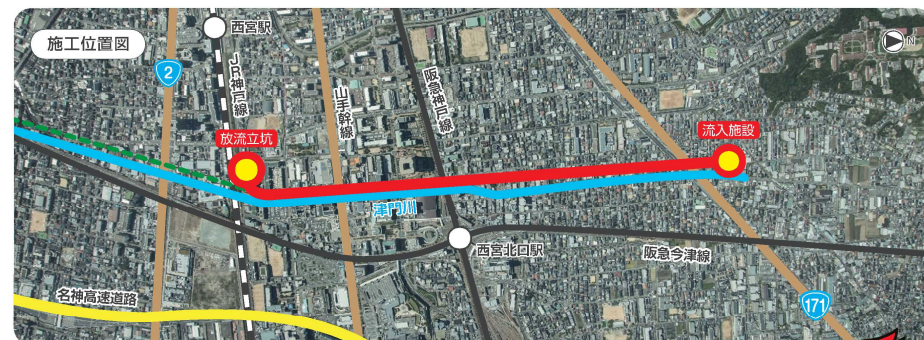 施工位置図
西宮駅
N
2
JR神戸線
山手幹線
阪急神戸線
放流立坑
流入施設
津門川
西宮北口駅
阪急今津線
名神高速道路
171